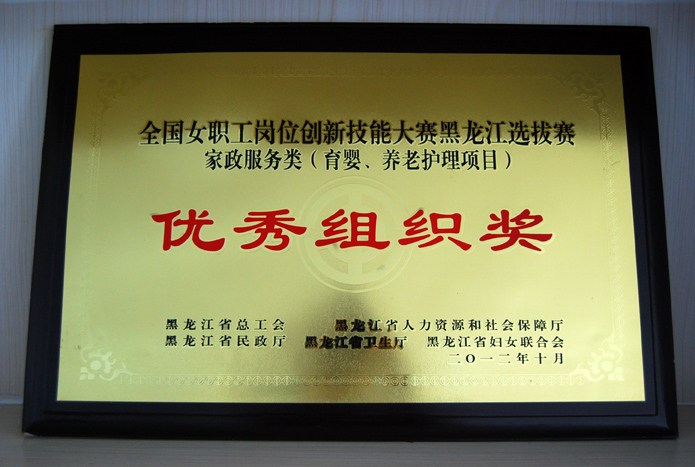 全国女职工岗位创新技能大赛黑龙江选拔赛
家政服务类（育婴、养老护理项目）
优秀组织奖
黑龙江省总工会 黑龙江省人力资源和社会保障厅
黑龙江省民政厅 黑龙江省卫生厅 黑龙江省妇女联合会
二〇一二年十月